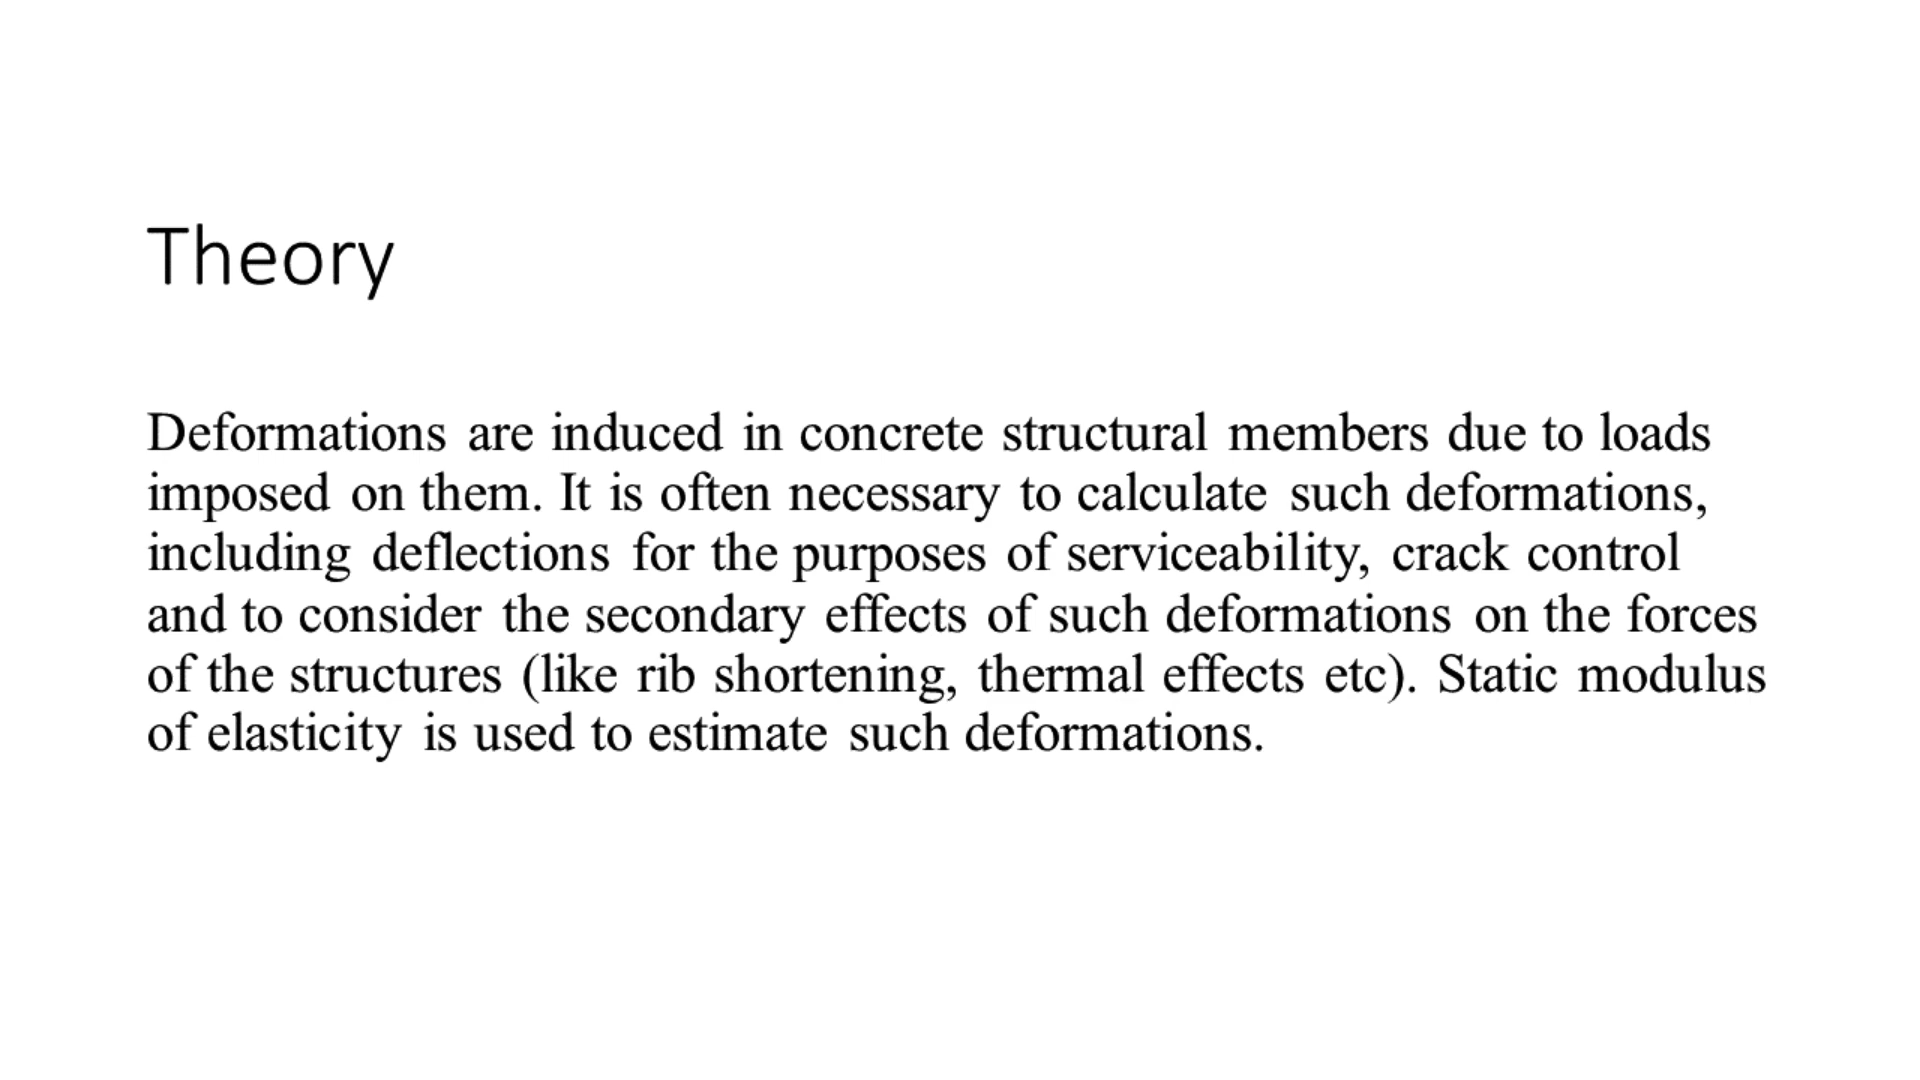 Theory
Deformations are induced in concrete structural members due to loads
imposed on them. It is often necessary to calculate such deformations,
including deflections for the purposes of serviceability, crack control
and to consider the secondary effects of such deformations on the forces
of the structures (like rib shortening, thermal effects etc). Static modulus
of elasticity is used to estimate such deformations.